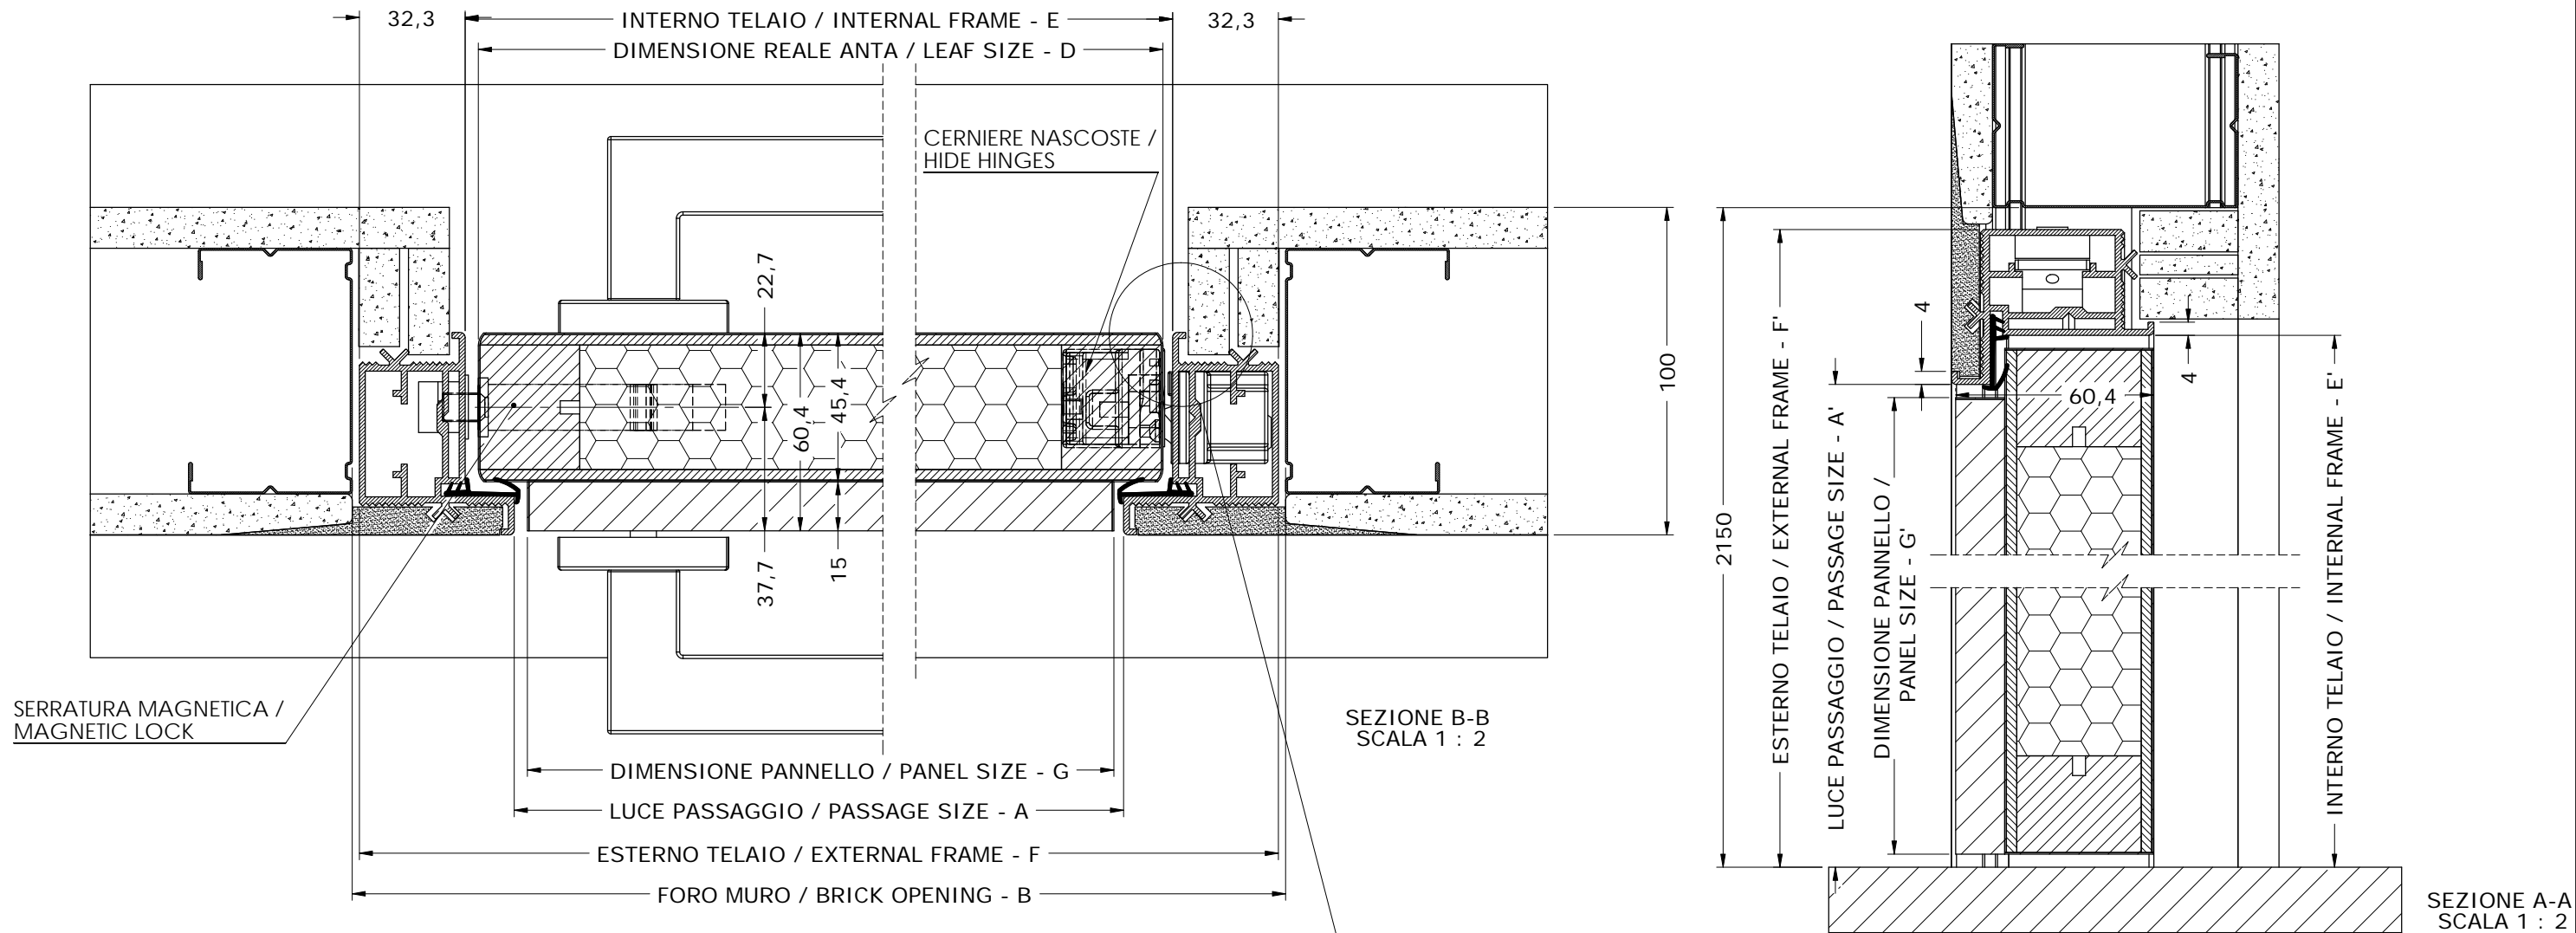 32,3
INTERNO TELAIO / INTERNAL FRAME - E
32,3
DIMENSIONE REALE ANTA / LEAF SIZE - D
CERNIERE NASCOSTE /
HIDE HINGES
22,7
60,4
45,4
37,7
15
100
SERRATURA MAGNETICA /
MAGNETIC LOCK
SEZIONE B-B
SCALA 1 : 2
DIMENSIONE PANNELLO / PANEL SIZE - G
LUCE PASSAGGIO / PASSAGE SIZE - A
ESTERNO TELAIO / EXTERNAL FRAME - F
FORO MURO / BRICK OPENING - B
2150
ESTERNO TELAIO / EXTERNAL FRAME - F'
LUCE PASSAGGIO / PASSAGE SIZE - A'
DIMENSIONE PANNELLO /
PANEL SIZE - G'
4
60,4
4
INTERNO TELAIO / INTERNAL FRAME - E'
SEZIONE A-A
SCALA 1 : 2